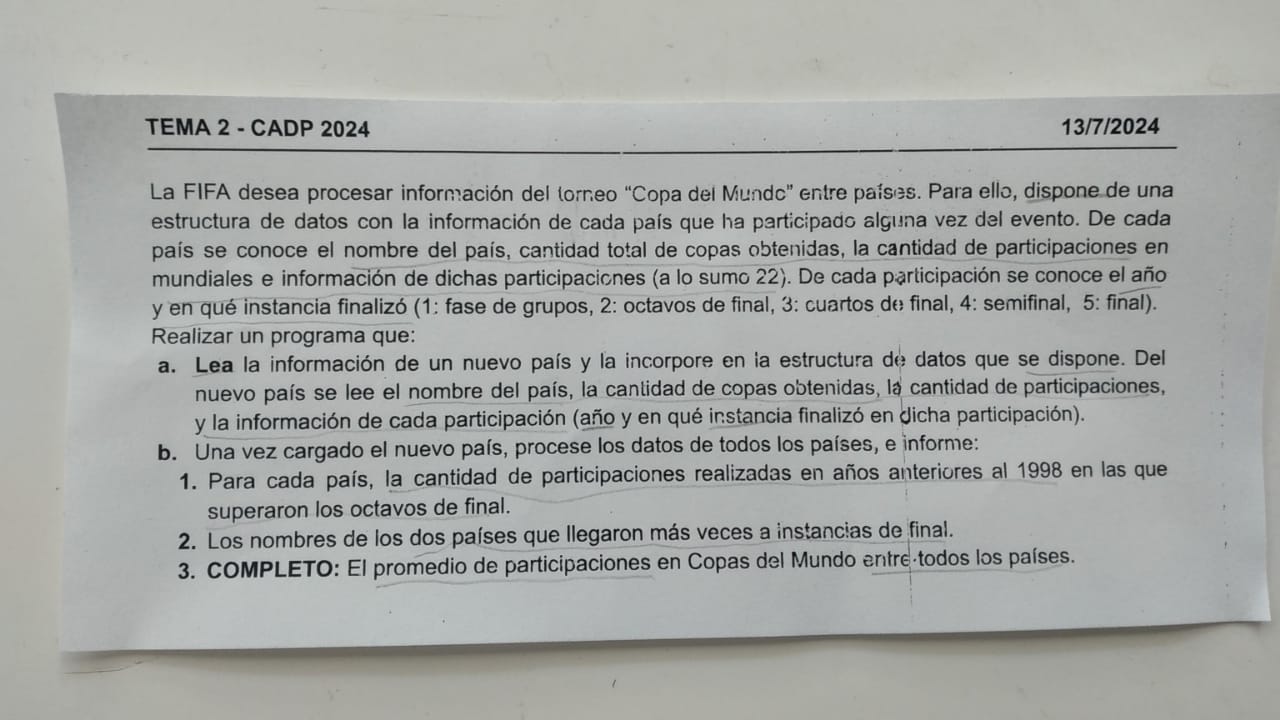 TEMA 2 - CADP 2024 13/7/2024
La FIFA desea procesar información del torneo “Copa del Mundo” entre países. Para ello, dispone de una
estructura de datos con la información de cada país que ha participado alguna vez del evento. De cada
país se conoce el nombre del país, cantidad total de copas obtenidas, la cantidad de participaciones en
mundiales e información de dichas participaciones (a lo sumo 22). De cada participación se conoce el año
y en qué instancia finalizó (1: fase de grupos, 2: octavos de final, 3: cuartos de final, 4: semifinal, 5: final).
Realizar un programa que:
a. Lea la información de un nuevo país y la incorpore en la estructura de datos que se dispone. Del
nuevo país se lee el nombre del país, la cantidad de copas obtenidas, la cantidad de participaciones,
y la información de cada participación (año y en qué instancia finalizó en dicha participación).
b. Una vez cargado el nuevo país, procese los datos de todos los países, e informe:
1. Para cada país, la cantidad de participaciones realizadas en años anteriores al 1998 en las que
superaron los octavos de final.
2. Los nombres de los dos países que llegaron más veces a instancias de final.
3. COMPLETO: El promedio de participaciones en Copas del Mundo entre todos los países.